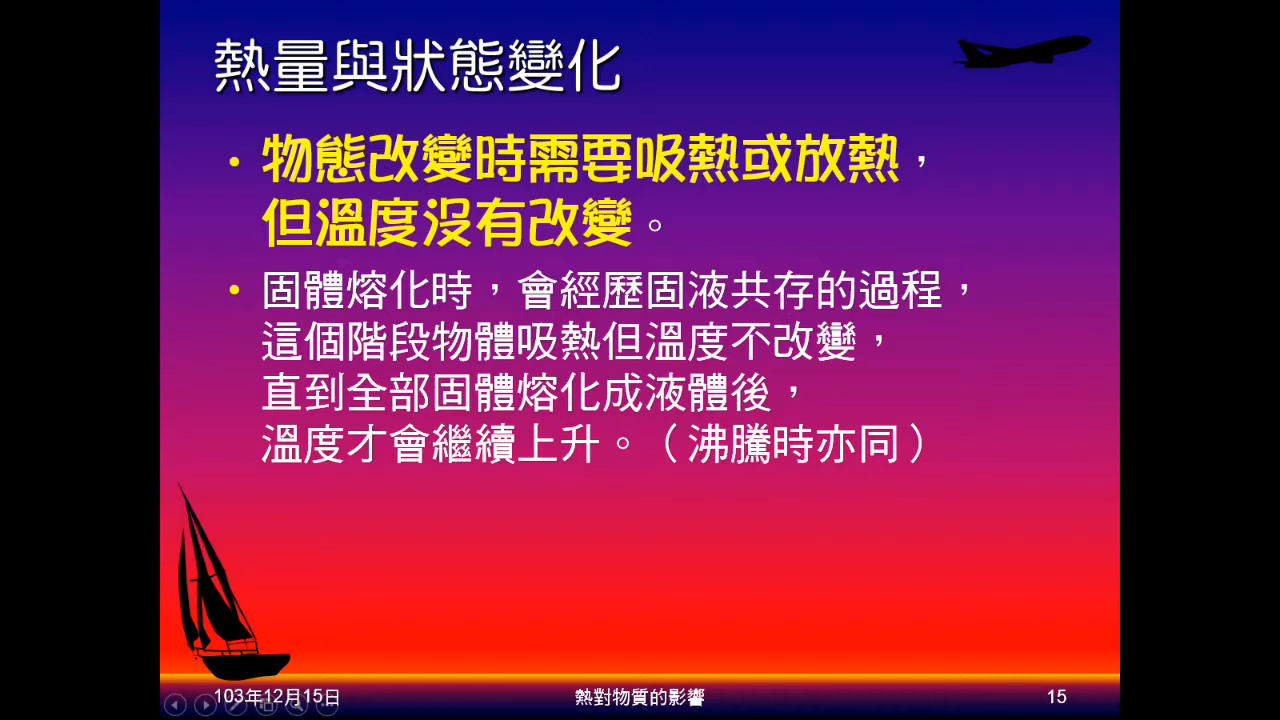 熱量與狀態變化
• 物態改變時需要吸熱或放熱，
但溫度沒有改變。
• 固體熔化時，會經歷固液共存的過程，
這個階段物體吸熱但溫度不改變，
直到全部固體熔化成液體後，
溫度才會繼續上升。（沸騰時亦同）
103年12月15日
熱對物質的影響
15